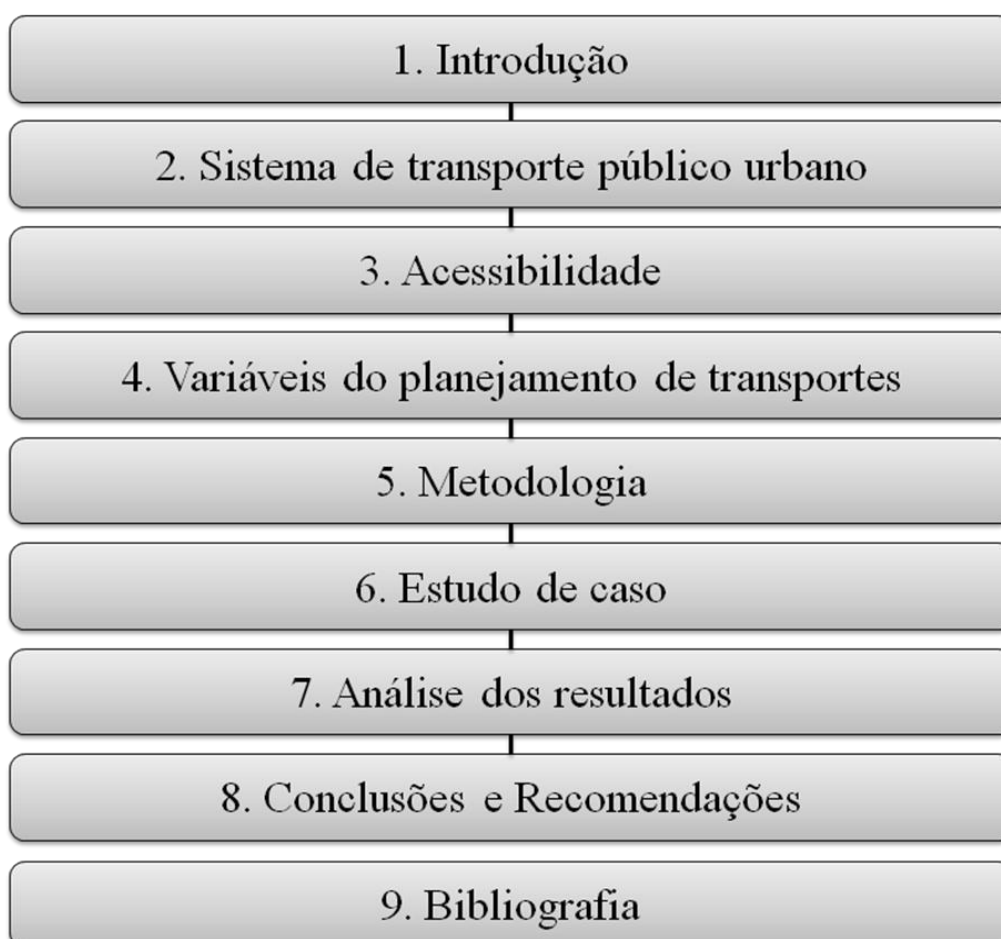 1. Introdução
2. Sistema de transporte público urbano
3. Acessibilidade
4. Variáveis do planejamento de transportes
5. Metodologia
6. Estudo de caso
7. Análise dos resultados
8. Conclusões e Recomendações
9. Bibliografia